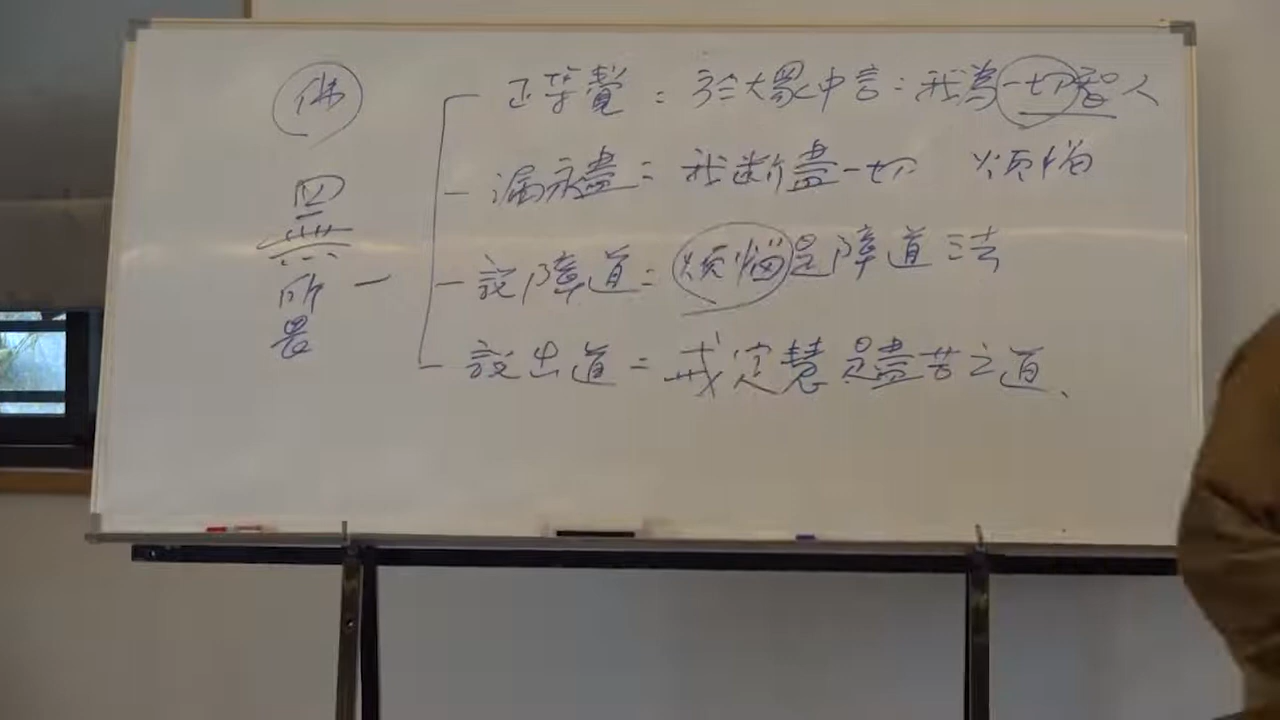 佛
四無所畏
正等覺：於大眾中言：我為一切智人
漏永盡：我斷盡一切 煩惱
說障道：煩惱是障道法
說出道：戒定慧是盡苦之道、